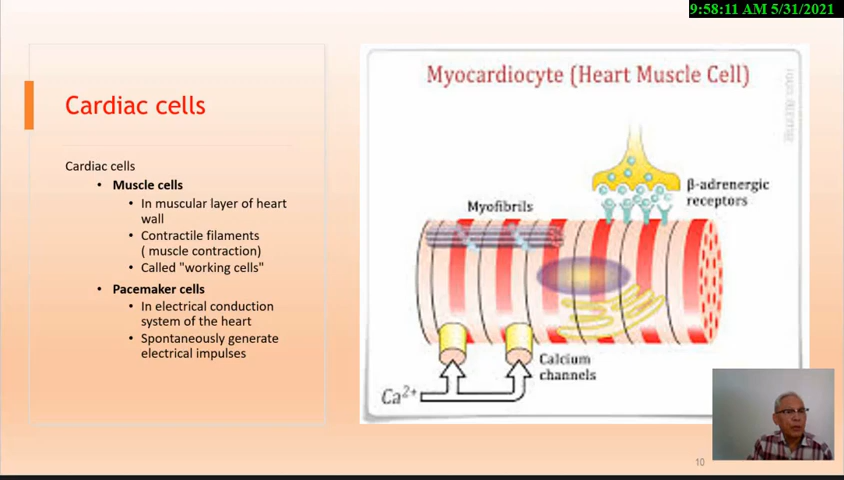 9:58:11 AM 5/31/2021
Cardiac cells
Cardiac cells
• Muscle cells
• In muscular layer of heart
wall
• Contractile filaments
( muscle contraction)
• Called "working cells"
• Pacemaker cells
• In electrical conduction
system of the heart
• Spontaneously generate
electrical impulses
Myocardiocyte (Heart Muscle Cell)
β-adrenergic
receptors
Myofibrils
Calcium
channels
Ca2+
10